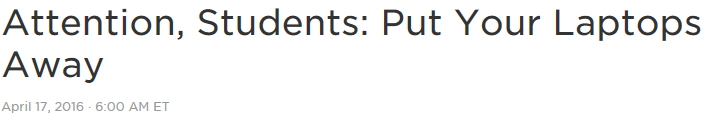 Attention, Students: Put Your Laptops
Away
April 17, 2016 · 6:00 AM ET